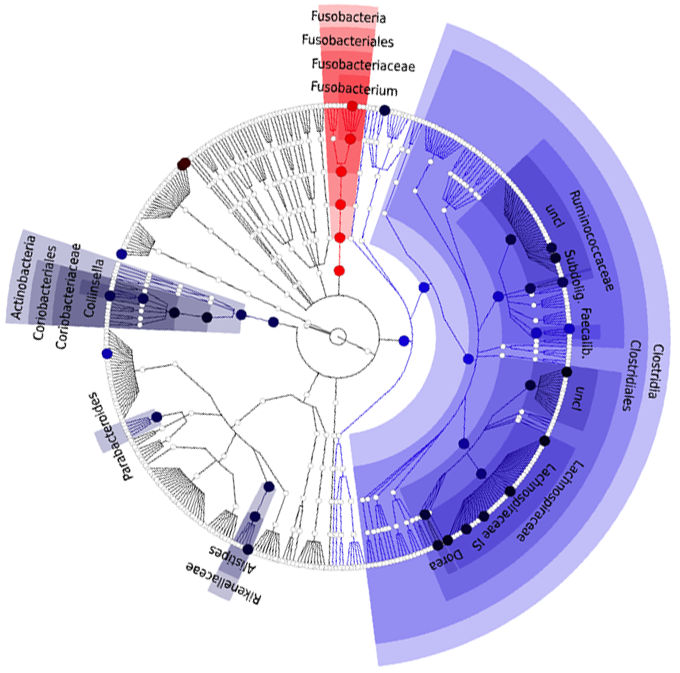 Fusobacteria
Fusobacteriales
Fusobacteriaceae
Fusobacterium
Actinobacteria
Coriobacteriales
Coriobacteriaceae
Collinsella
Parabacteroides
Alistipes
Rikenellaceae
uncl
Ruminococcaceae
Subdolig.
Faecalib.
Clostridia
Clostridiales
uncl
Lachnospiraceae
Lachnospiraceae IS
Dorea